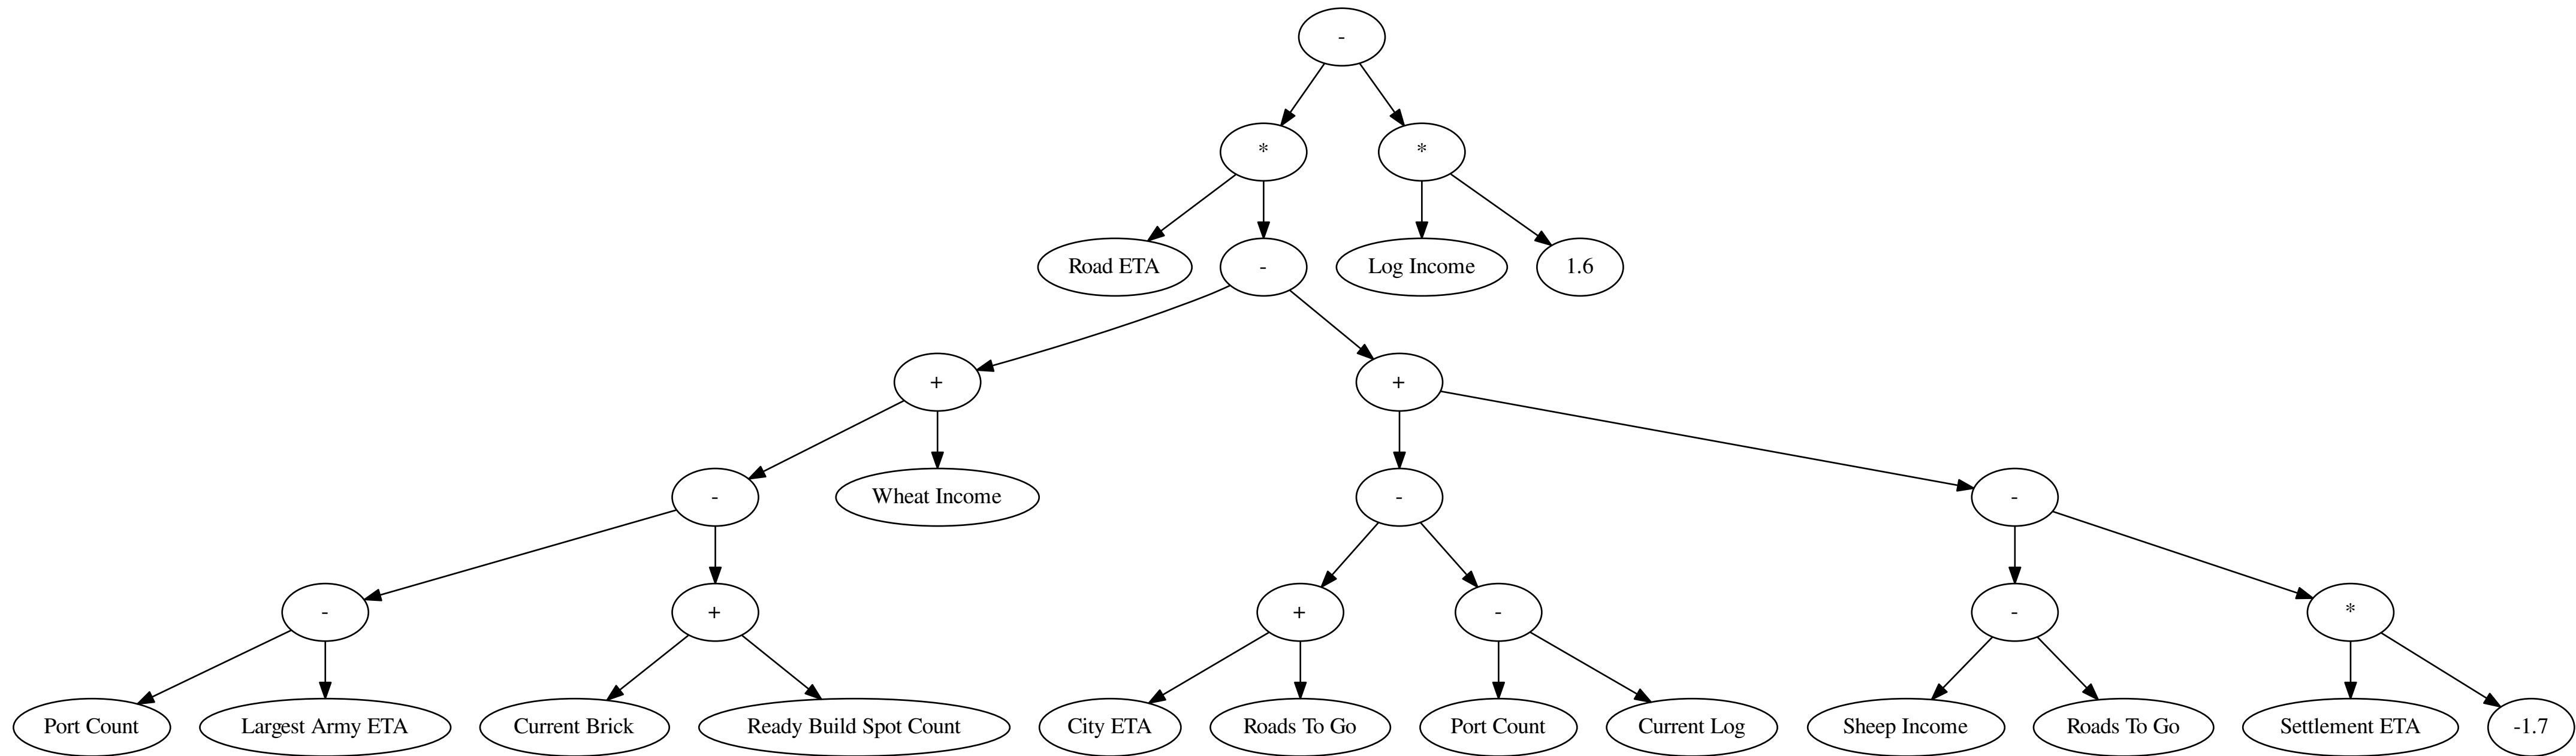 -
*
*
Road ETA
-
Log Income
1.6
+
+
-
Wheat Income
-
-
-
+
+
-
-
*
Port Count
Largest Army ETA
Current Brick
Ready Build Spot Count
City ETA
Roads To Go
Port Count
Current Log
Sheep Income
Roads To Go
Settlement ETA
-1.7